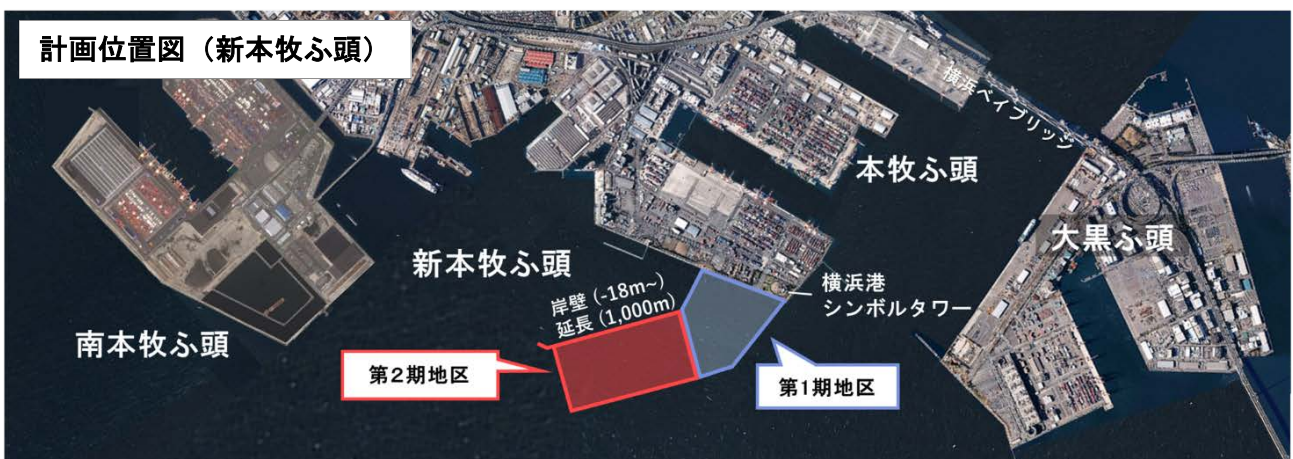 計画位置図（新本牧ふ頭）
横浜ベイブリッジ
本牧ふ頭
大黒ふ頭
新本牧ふ頭
岸壁（-18m~）
延長（1,000m）
横浜港
シンボルタワー
南本牧ふ頭
第２期地区
第1期地区